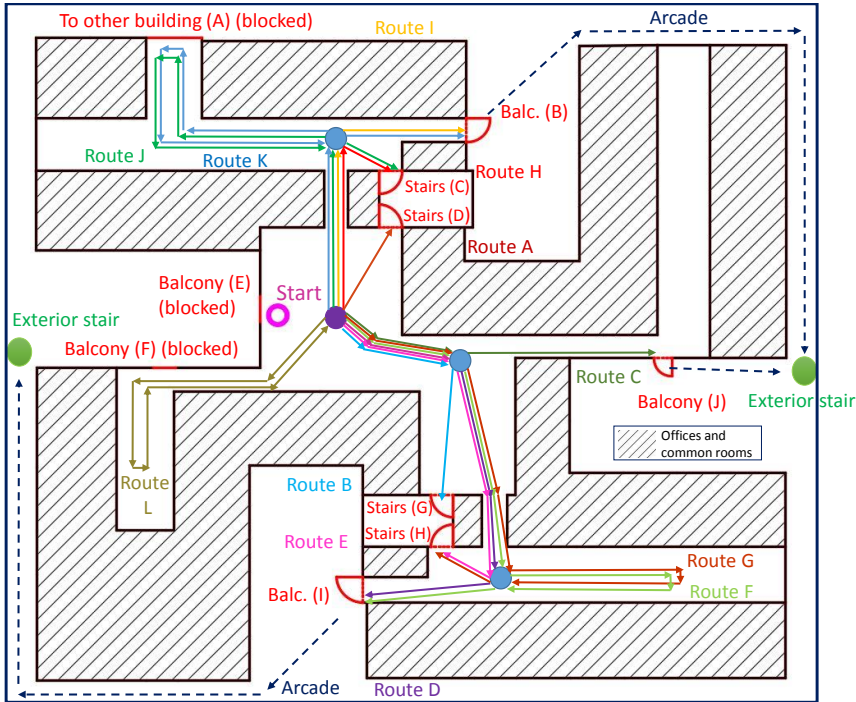 To other building (A) (blocked)
Route I
Arcade
Balc. (B)
Route J
Route K
Route H
Stairs (C)
Stairs (D)
Route A
Balcony (E)
(blocked)
Start
Exterior stair
Balcony (F) (blocked)
Route C
Balcony (J)
Exterior stair
Offices and
common rooms
Route
L
Route B
Stairs (G)
Stairs (H)
Route E
Route G
Route F
Balc. (I)
Arcade
Route D